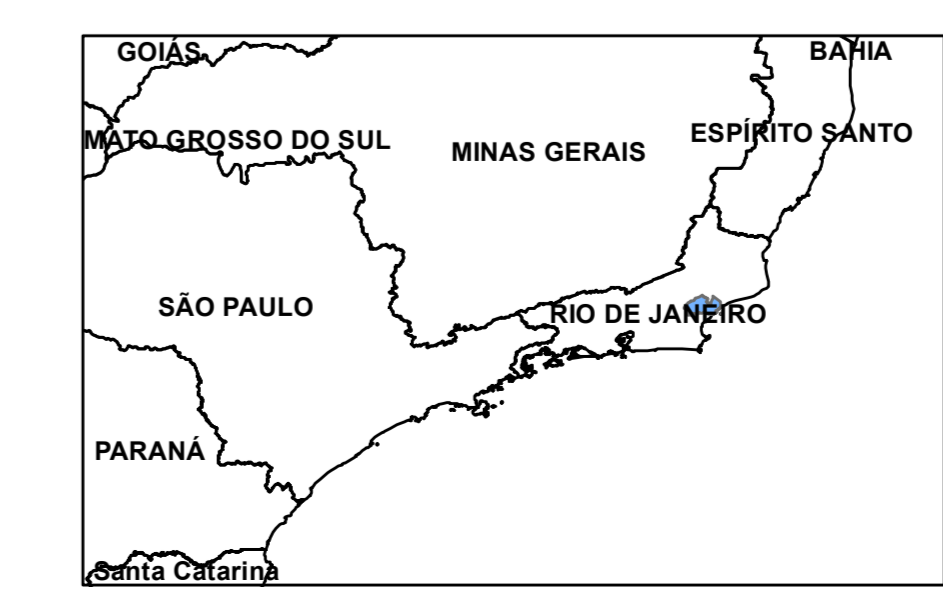 GOIÁS
BAHIA
MATO GROSSO DO SUL
MINAS GERAIS
ESPÍRITO SANTO
SÃO PAULO
RIO DE JANEIRO
PARANÁ
Santa Catarina